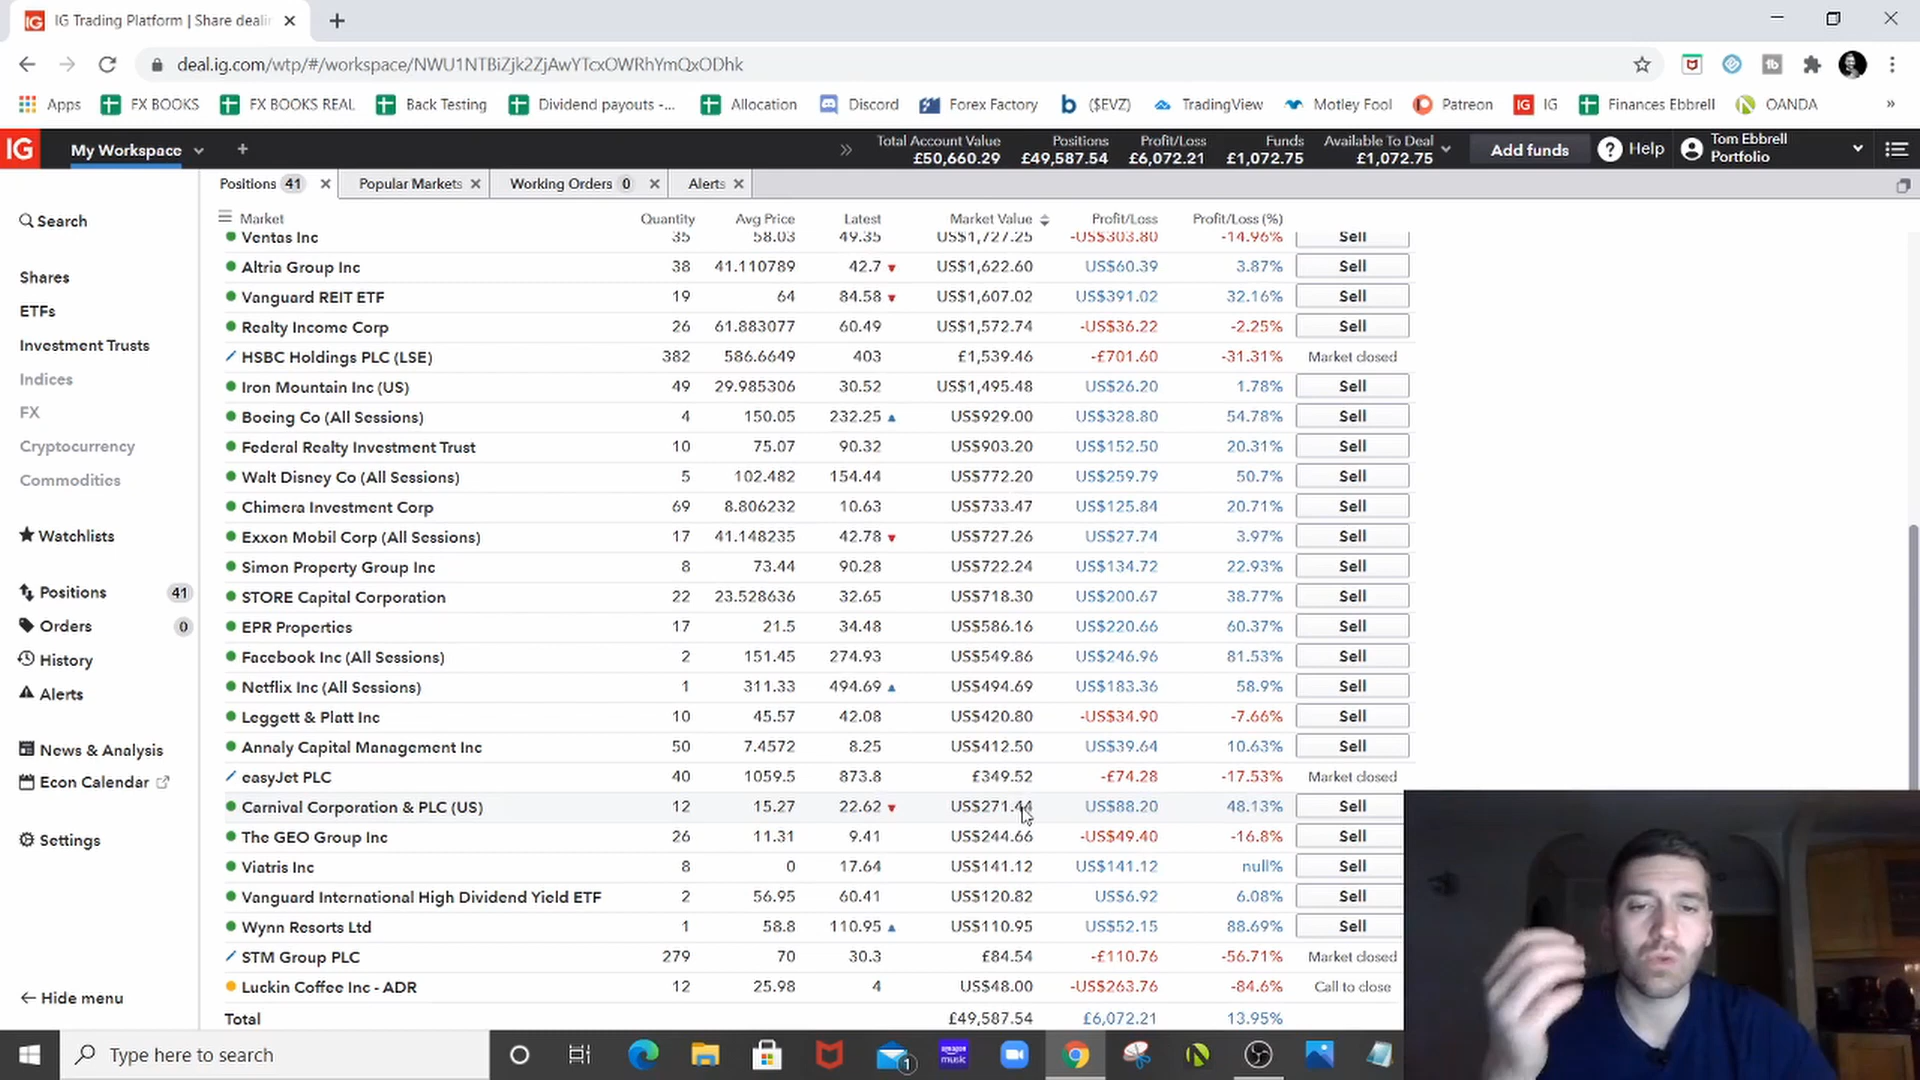 IG Trading Platform | Share dealin
deal.ig.com/wtp/#/workspace/NWU1NTBiZjk2ZjAwYTcxOWRhYmQxODhk
Apps FX BOOKS FX BOOKS REAL Back Testing Dividend payouts -... Allocation Discord Forex Factory ($EVZ) TradingView Motley Fool Patreon IG Finances Ebbrell OANDA »
IG My Workspace + Total Account Value £50,660.29 Positions £49,587.54 Profit/Loss £6,072.21 Funds £1,072.75 Available To Deal £1,072.75 Add funds Help Tom Ebbrell Portfolio
Positions 41 Popular Markets Working Orders 0 Alerts
Search
Shares
ETFs
Investment Trusts
Indices
FX
Cryptocurrency
Commodities
Watchlists
Positions 41
Orders 0
History
Alerts
News & Analysis
Econ Calendar
Settings
Hide menu
Market Quantity Avg Price Latest Market Value Profit/Loss Profit/Loss (%)
Ventas Inc 35 58.03 49.35 US$1,727.25 -US$303.80 -14.96% Sell
Altria Group Inc 38 41.110789 42.7 US$1,622.60 US$60.39 3.87% Sell
Vanguard REIT ETF 19 64 84.58 US$1,607.02 US$391.02 32.16% Sell
Realty Income Corp 26 61.883077 60.49 US$1,572.74 -US$36.22 -2.25% Sell
HSBC Holdings PLC (LSE) 382 586.6649 403 £1,539.46 -£701.60 -31.31% Market closed
Iron Mountain Inc (US) 49 29.985306 30.52 US$1,495.48 US$26.20 1.78% Sell
Boeing Co (All Sessions) 4 150.05 232.25 US$929.00 US$328.80 54.78% Sell
Federal Realty Investment Trust 10 75.07 90.32 US$903.20 US$152.50 20.31% Sell
Walt Disney Co (All Sessions) 5 102.482 154.44 US$772.20 US$259.79 50.7% Sell
Chimera Investment Corp 69 8.806232 10.63 US$733.47 US$125.84 20.71% Sell
Exxon Mobil Corp (All Sessions) 17 41.148235 42.78 US$727.26 US$27.74 3.97% Sell
Simon Property Group Inc 8 73.44 90.28 US$722.24 US$134.72 22.93% Sell
STORE Capital Corporation 22 23.528636 32.65 US$718.30 US$200.67 38.77% Sell
EPR Properties 17 21.5 34.48 US$586.16 US$220.66 60.37% Sell
Facebook Inc (All Sessions) 2 151.45 274.93 US$549.86 US$246.96 81.53% Sell
Netflix Inc (All Sessions) 1 311.33 494.69 US$494.69 US$183.36 58.9% Sell
Leggett & Platt Inc 10 45.57 42.08 US$420.80 -US$34.90 -7.66% Sell
Annaly Capital Management Inc 50 7.4572 8.25 US$412.50 US$39.64 10.63% Sell
easyJet PLC 40 1059.5 873.8 £349.52 -£74.28 -17.53% Market closed
Carnival Corporation & PLC (US) 12 15.27 22.62 US$271.44 US$88.20 48.13% Sell
The GEO Group Inc 26 11.31 9.41 US$244.66 -US$49.40 -16.8% Sell
Viatris Inc 8 0 17.64 US$141.12 US$141.12 null% Sell
Vanguard International High Dividend Yield ETF 2 56.95 60.41 US$120.82 US$6.92 6.08% Sell
Wynn Resorts Ltd 1 58.8 110.95 US$110.95 US$52.15 88.69% Sell
STM Group PLC 279 70 30.3 £84.54 -£110.76 -56.71% Market closed
Luckin Coffee Inc - ADR 12 25.98 4 US$48.00 -US$263.76 -84.6% Call to close
Total £49,587.54 £6,072.21 13.95%
Type here to search
amazon music
1